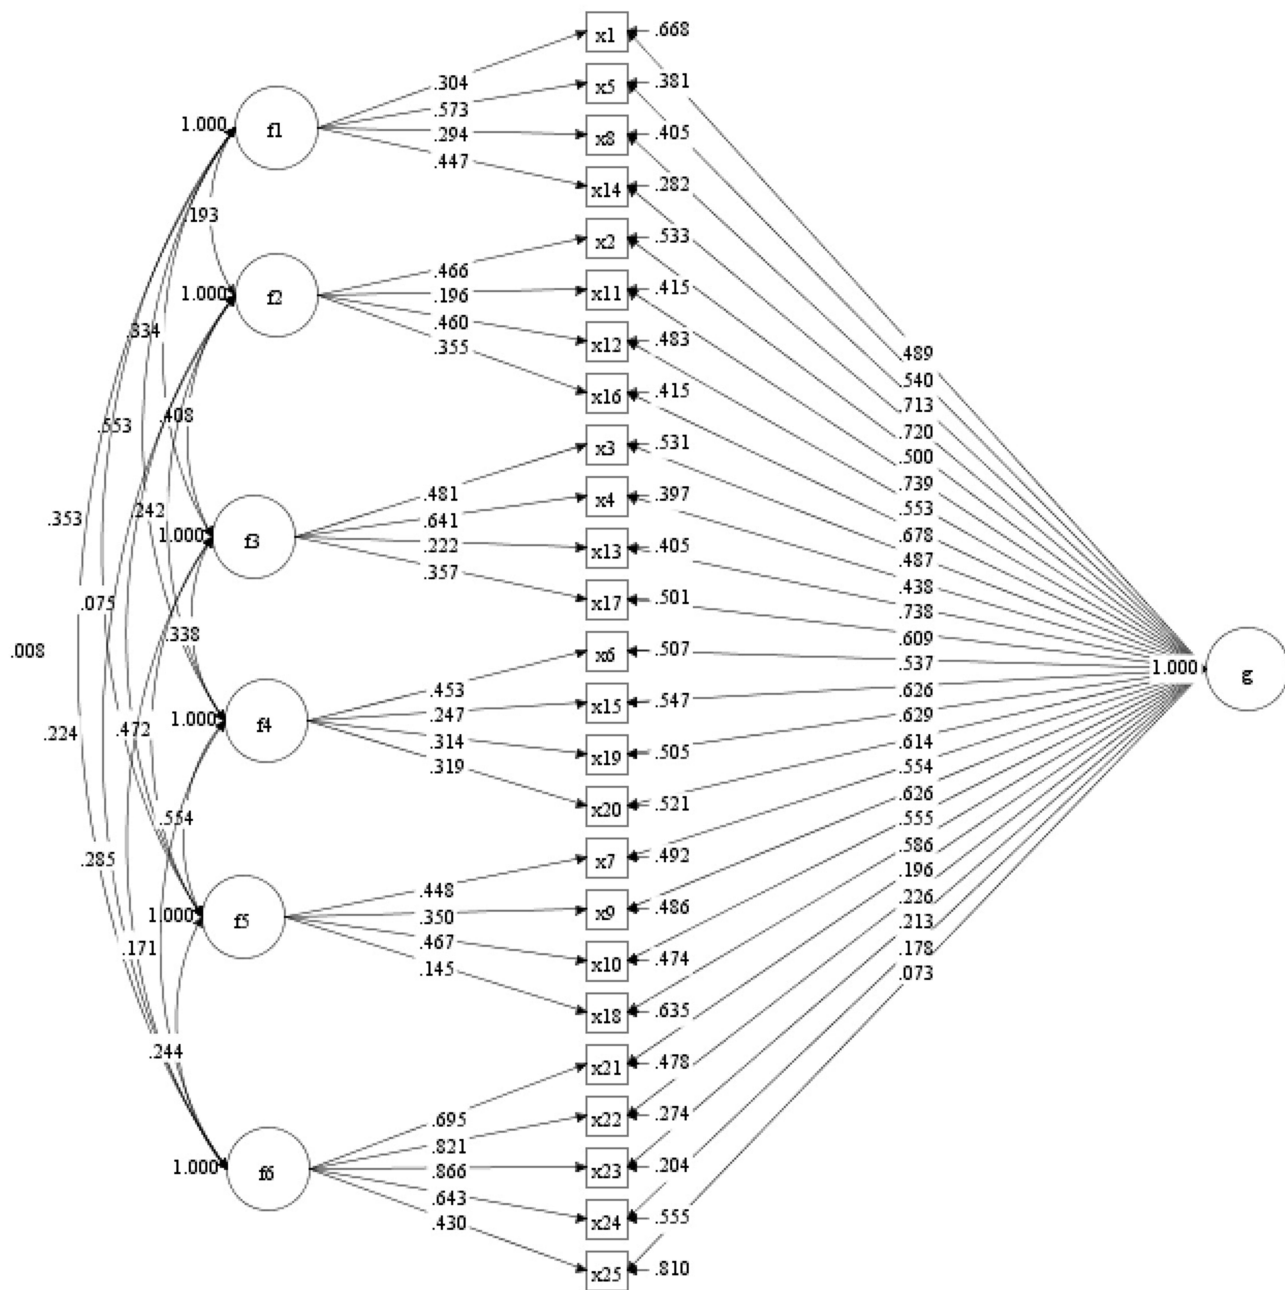 x1 .668
.304
x5 .381
1.000 f1
.573
x8 .405
.294
.447
x14 .282
.193
x2 .533
.466
1.000 f2
.196
x11 .415
.460
x12 .483
.334
.355
.489
.540
x16 .415
.713
.408
.553
.720
x3 .531
.500
.739
.481
x4 .397
.553
.353
.242
.641
.678
1.000 f3
.222
x13 .405
.487
.357
.438
.075
x17 .501
.738
.338
.609
.008
x6 .507
.537
1.000 g
.453
.626
x15 .547
.247
.629
1.000 f4
.224
.472
.314
x19 .505
.614
.319
.554
x20 .521
.626
.554
.555
.285
x7 .492
.586
.448
.196
1.000 f5
.350
x9 .486
.226
.467
.213
.171
x10 .474
.178
.145
.073
x18 .635
.244
x21 .478
.695
x22 .274
.821
1.000 f6
.866
x23 .204
.643
x24 .555
.430
x25 .810